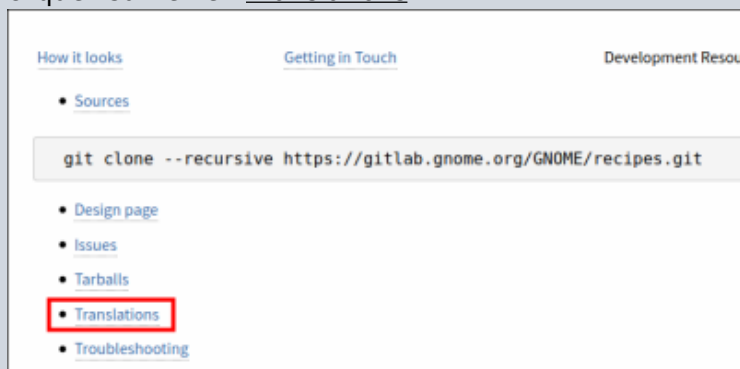 How it looks Getting in Touch Development Resou
Sources
git clone --recursive https://gitlab.gnome.org/GNOME/recipes.git
Design page
Issues
Tarballs
Translations
Troubleshooting